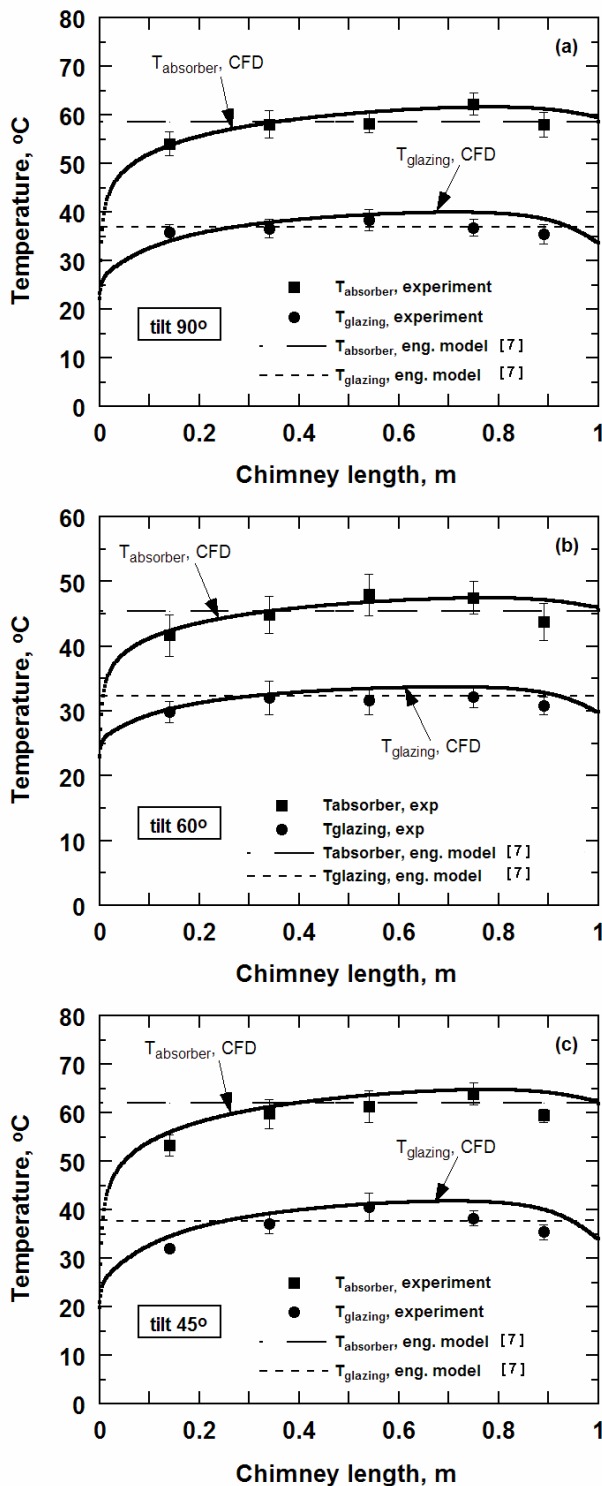 80
(a)
Tabsorber, CFD
70
60
50
Tglazing, CFD
40
30
Tabsorber, experiment
Tglazing, experiment
20
tilt 90º
Tabsorber, eng. model [7]
10
Tglazing, eng. model [7]
0
Temperature, ºC
0 0.2 0.4 0.6 0.8 1
Chimney length, m
60
(b)
Tabsorber, CFD
50
40
30
Tglazing, CFD
20
Tabsorber, exp
tilt 60º
Tglazing, exp
10
Tabsorber, eng. model [7]
Tglazing, eng. model [7]
0
Temperature, ºC
0 0.2 0.4 0.6 0.8 1
Chimney length, m
80
(c)
Tabsorber, CFD
70
60
50
Tglazing, CFD
40
30
Tabsorber, experiment
20
Tglazing, experiment
tilt 45º
Tabsorber, eng. model [7]
10
Tglazing, eng. model [7]
0
Temperature, ºC
0 0.2 0.4 0.6 0.8 1
Chimney length, m